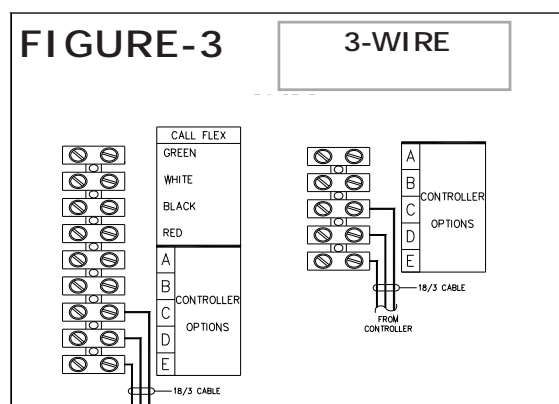 FIGURE-3
3-WIRE
CALL FLEX
GREEN
WHITE
BLACK
RED
A
B
C
D
E
CONTROLLER
OPTIONS
18/3 CABLE
A
B
C
D
E
CONTROLLER
OPTIONS
18/3 CABLE
FROM
CONTROLLER